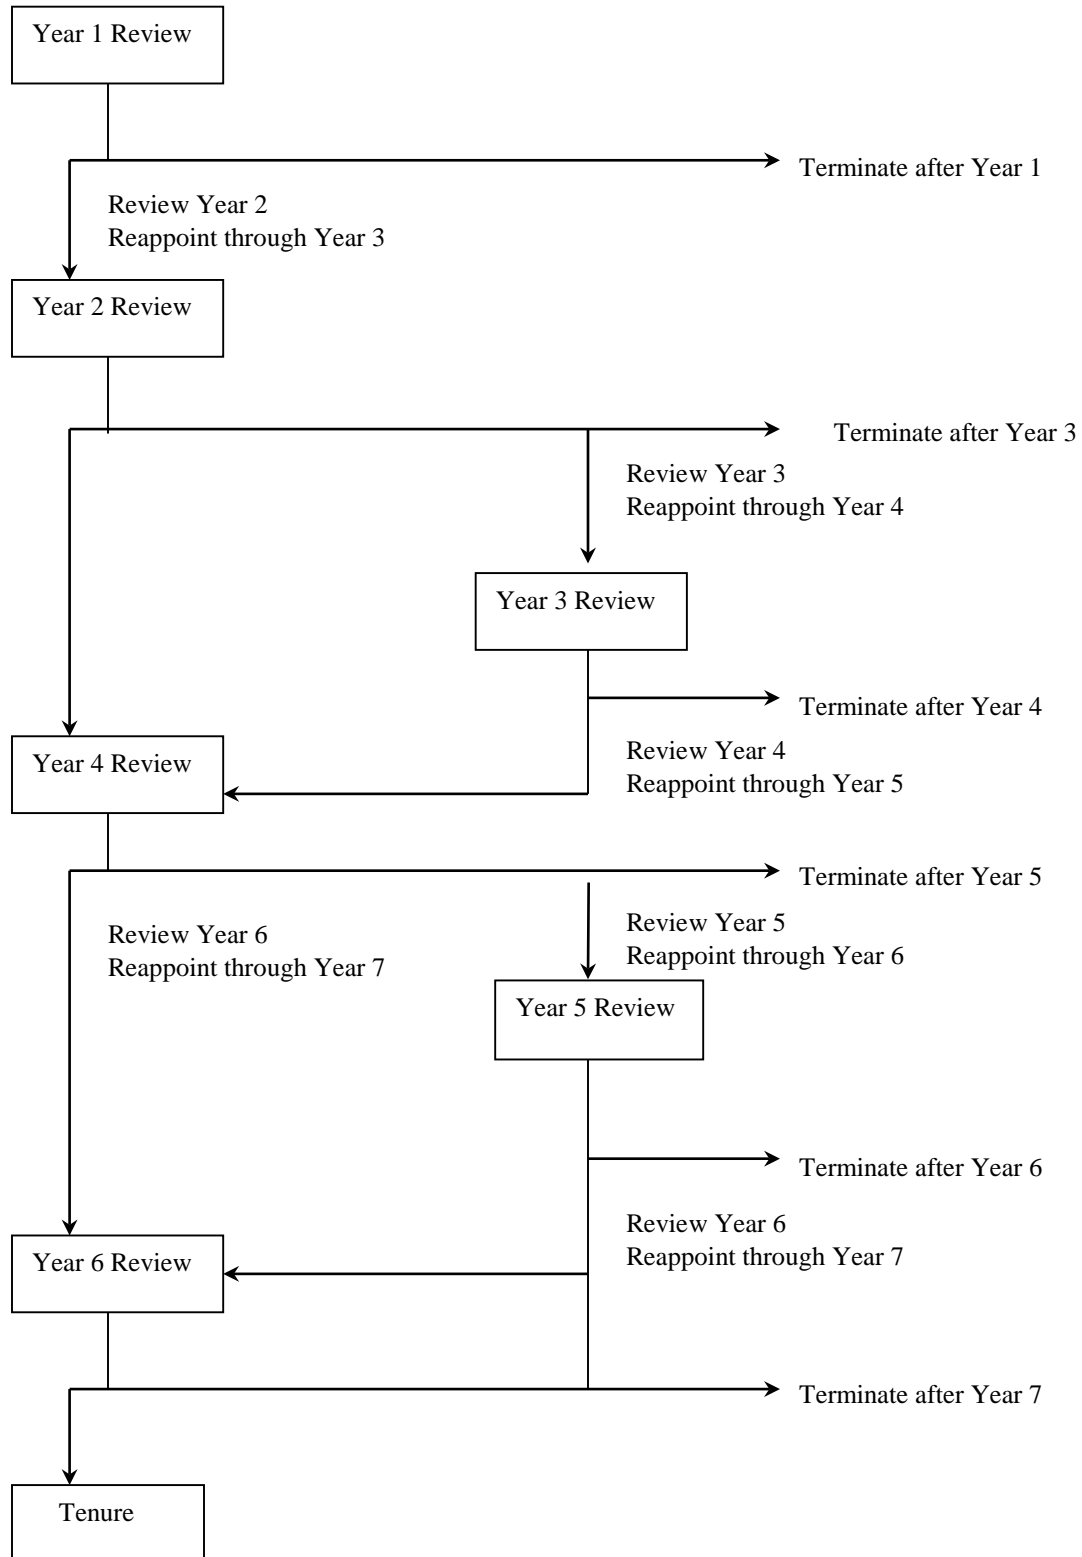 Year 1 Review
Terminate after Year 1
Review Year 2
Reappoint through Year 3
Year 2 Review
Terminate after Year 3
Review Year 3
Reappoint through Year 4
Year 3 Review
Terminate after Year 4
Year 4 Review
Review Year 4
Reappoint through Year 5
Terminate after Year 5
Review Year 6
Reappoint through Year 7
Review Year 5
Reappoint through Year 6
Year 5 Review
Terminate after Year 6
Review Year 6
Reappoint through Year 7
Year 6 Review
Terminate after Year 7
Tenure